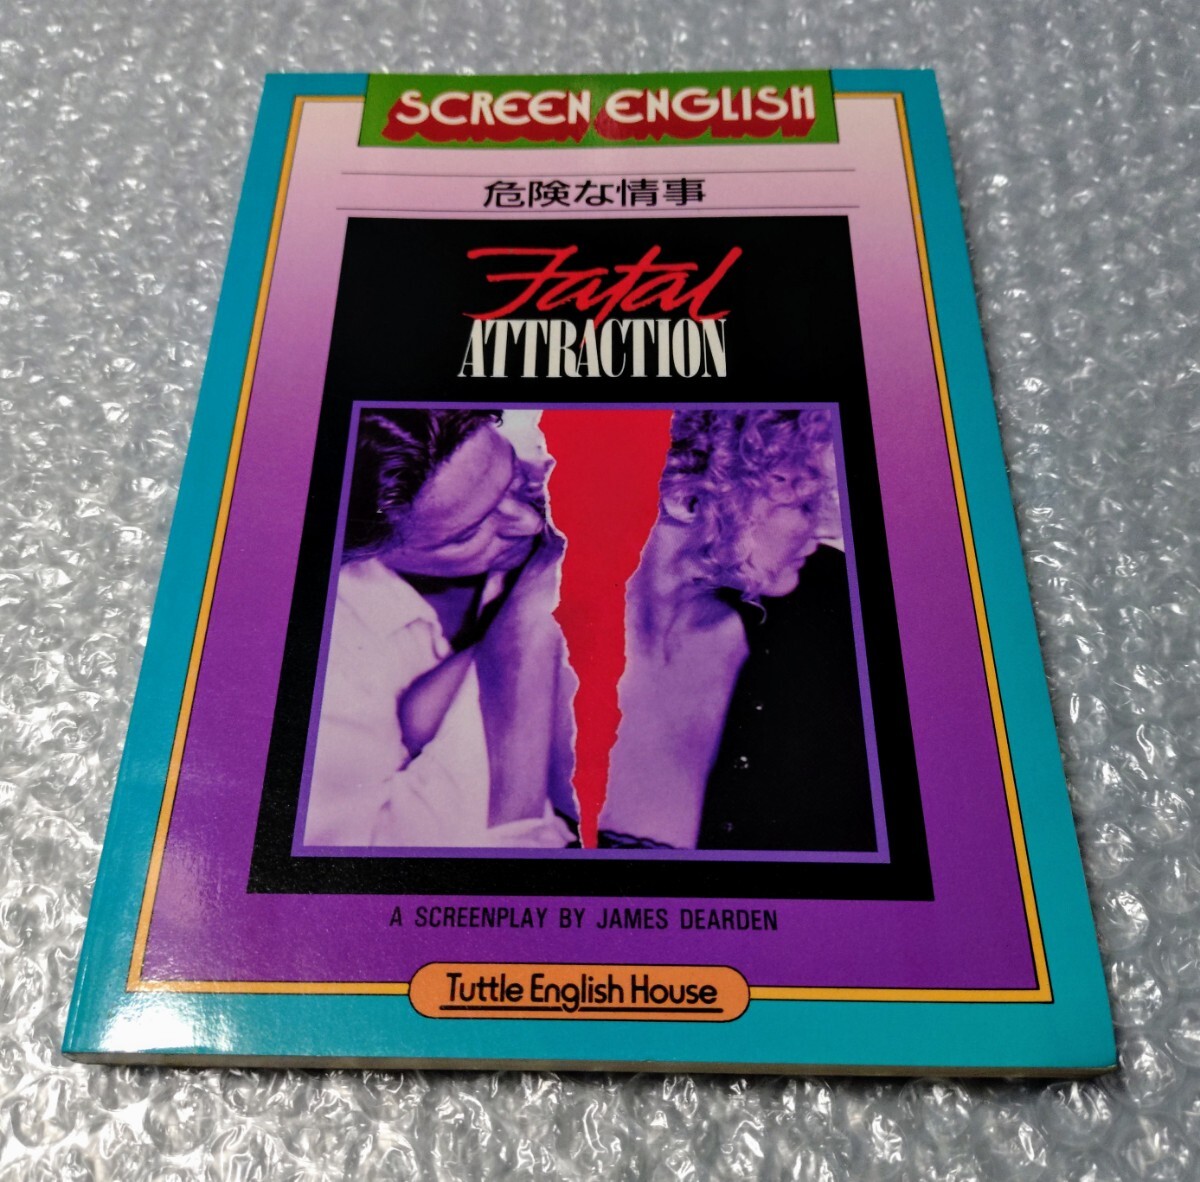 SCREEN ENGLISH
危険な情事
Fatal
ATTRACTION
A SCREENPLAY BY JAMES DEARDEN
Tuttle English House